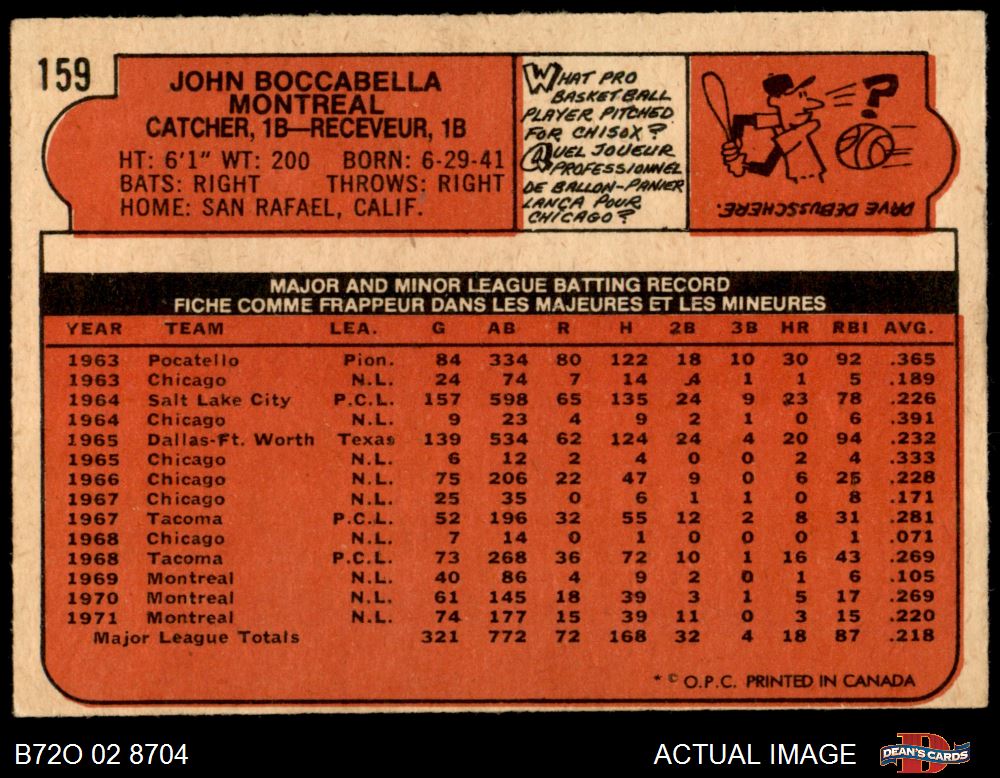 159
JOHN BOCCABELLA
MONTREAL
CATCHER, 1B—RECEVEUR, 1B
HT: 6'1" WT: 200 BORN: 6-29-41
BATS: RIGHT THROWS: RIGHT
HOME: SAN RAFAEL, CALIF.
WHAT PRO
BASKETBALL
PLAYER PITCHED
FOR CHISOX?
QUEL JOUEUR
PROFESSIONNEL
DE BALLON-PANIER
LANÇA POUR
CHICAGO?
?
DAVE DEBUSSCHERE.
MAJOR AND MINOR LEAGUE BATTING RECORD
FICHE COMME FRAPPEUR DANS LES MAJEURES ET LES MINEURES
YEAR TEAM LEA. G AB R H 2B 3B HR RBI AVG.
1963 Pocatello Pion. 84 334 80 122 18 10 30 92 .365
1963 Chicago N.L. 24 74 7 14 4 1 1 5 .189
1964 Salt Lake City P.C.L. 157 598 65 135 24 9 23 78 .226
1964 Chicago N.L. 9 23 4 9 2 1 0 6 .391
1965 Dallas-Ft. Worth Texas 139 534 62 124 24 4 20 94 .232
1965 Chicago N.L. 6 12 2 4 0 0 2 4 .333
1966 Chicago N.L. 75 206 22 47 9 0 6 25 .228
1967 Chicago N.L. 25 35 0 6 1 1 0 8 .171
1967 Tacoma P.C.L. 52 196 32 55 12 2 8 31 .281
1968 Chicago N.L. 7 14 0 1 0 0 0 1 .071
1968 Tacoma P.C.L. 73 268 36 72 10 1 16 43 .269
1969 Montreal N.L. 40 86 4 9 2 0 1 6 .105
1970 Montreal N.L. 61 145 18 39 3 1 5 17 .269
1971 Montreal N.L. 74 177 15 39 11 0 3 15 .220
Major League Totals 321 772 72 168 32 4 18 87 .218
* © O.P.C. PRINTED IN CANADA
B72O 02 8704
ACTUAL IMAGE
D
DEAN'S CARDS